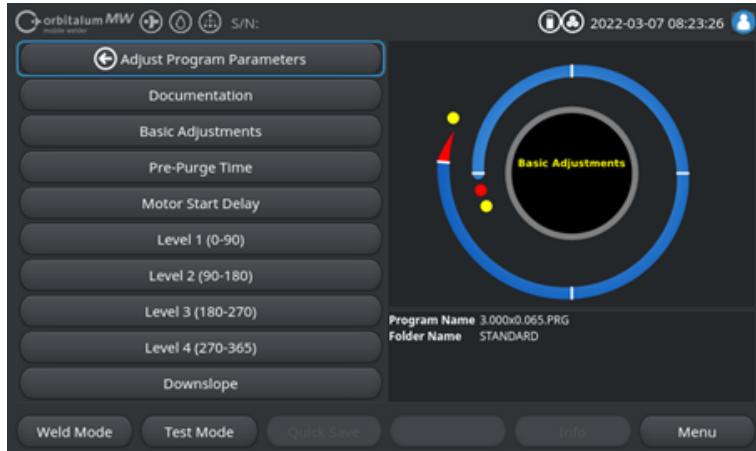 orbitalum MW
mobile welder
S/N:
2022-03-07 08:23:26
Adjust Program Parameters
Documentation
Basic Adjustments
Pre-Purge Time
Motor Start Delay
Level 1 (0-90)
Level 2 (90-180)
Level 3 (180-270)
Level 4 (270-365)
Downslope
Basic Adjustments
Program Name 3.000x0.065.PRG
Folder Name STANDARD
Weld Mode
Test Mode
Quick Save
Info
Menu